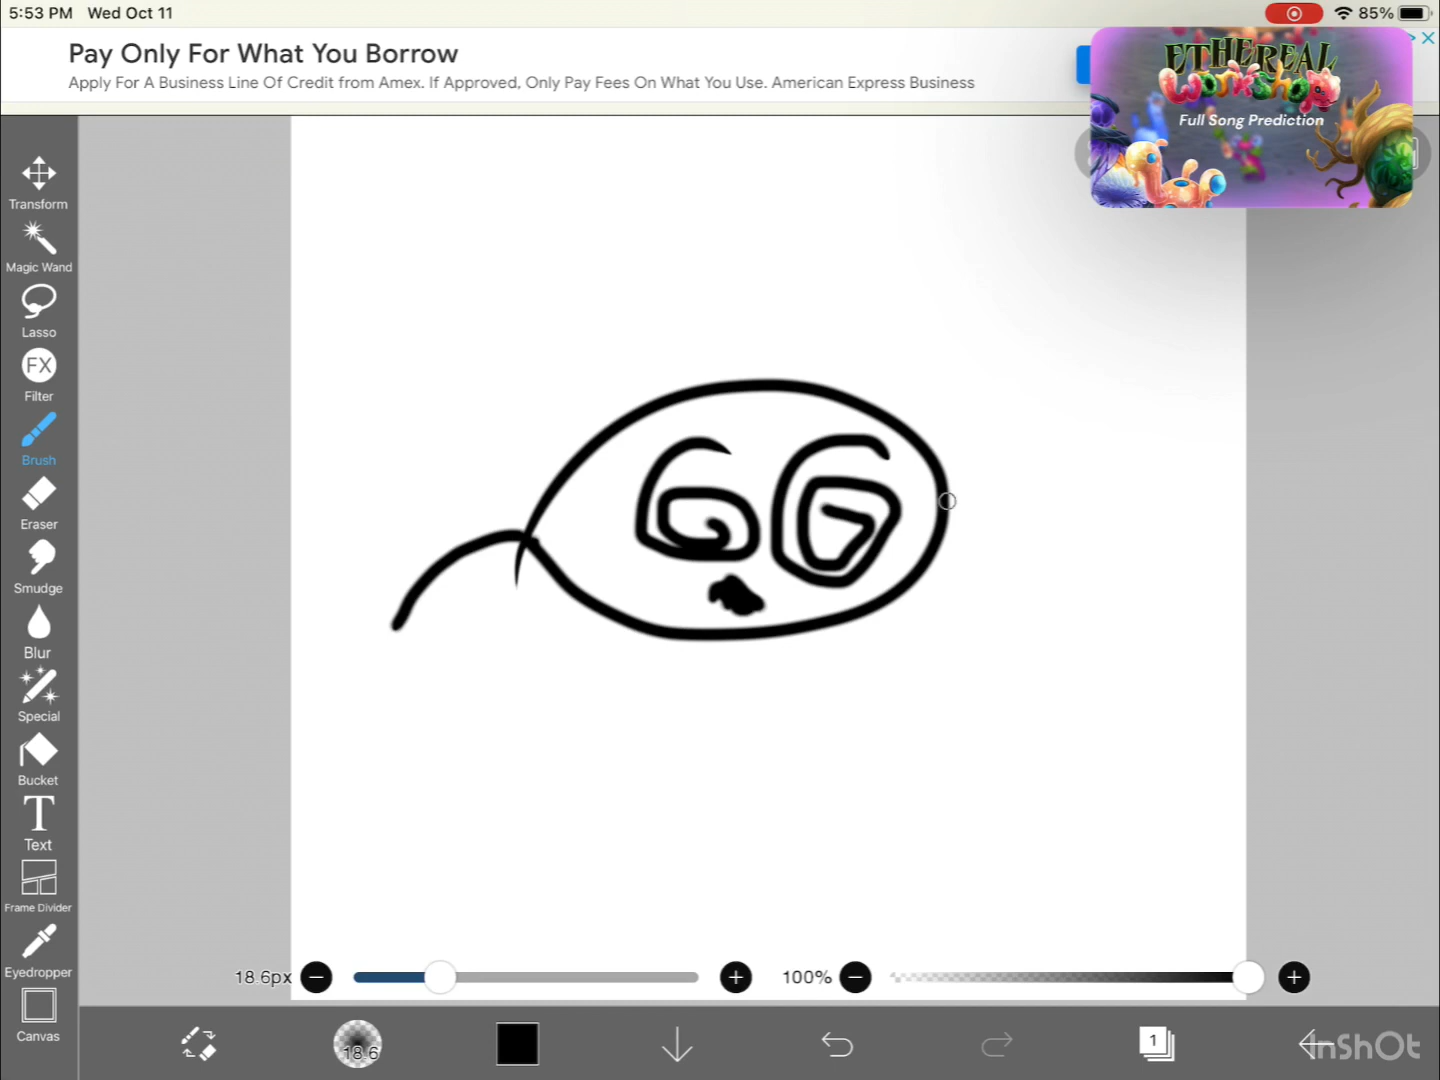 5:53 PM Wed Oct 11
85%
Pay Only For What You Borrow
Apply For A Business Line Of Credit from Amex. If Approved, Only Pay Fees On What You Use. American Express Business
ETHEREAL
Workshop
Full Song Prediction
Transform
Magic Wand
Lasso
FX
Filter
Brush
Eraser
Smudge
Blur
Special
Bucket
T
Text
Frame Divider
Eyedropper
Canvas
18.6px
100%
18.6
1
InShOt